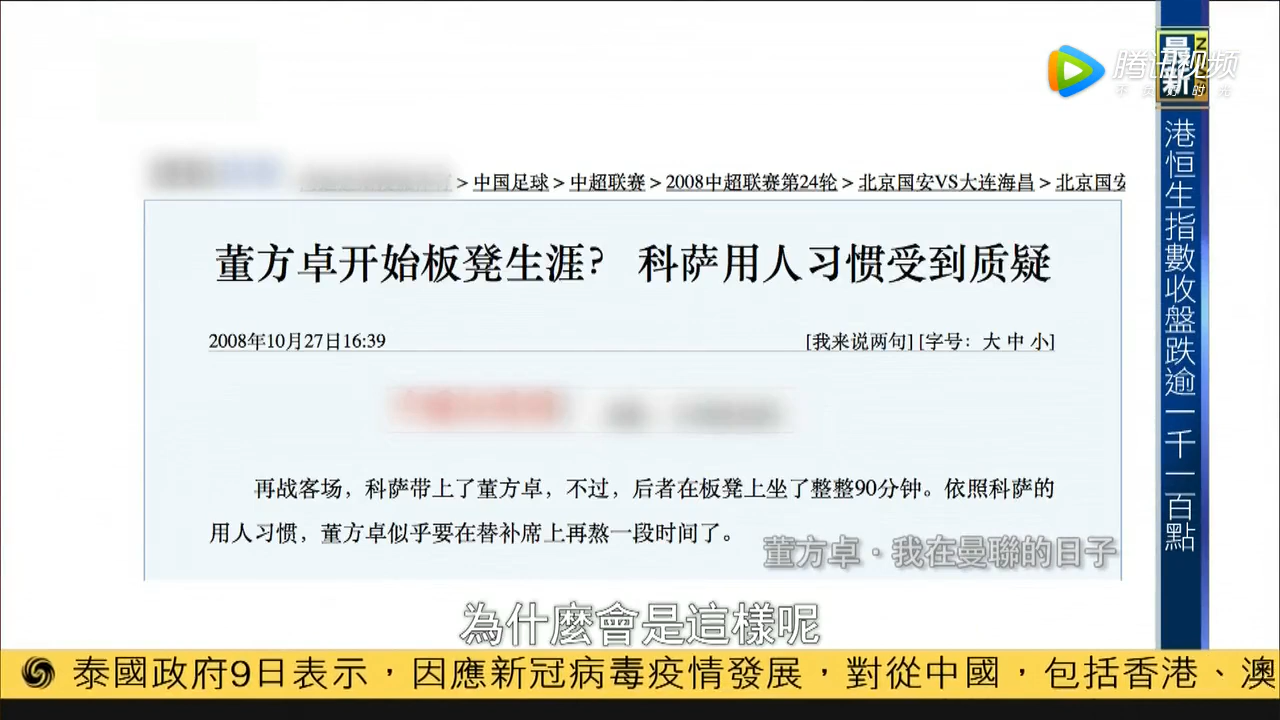 腾讯视频
不负好时光
最新
NEWS
港恒生指數收盤跌逾一千一百點
> 中国足球 > 中超联赛 > 2008中超联赛第24轮 > 北京国安VS大连海昌 > 北京国安
董方卓开始板凳生涯? 科萨用人习惯受到质疑
2008年10月27日16:39
[我来说两句] [字号：大 中 小]
再战客场，科萨带上了董方卓，不过，后者在板凳上坐了整整90分钟。依照科萨的
用人习惯，董方卓似乎要在替补席上再熬一段时间了。
董方卓·我在曼聯的日子
為什麼會是這樣呢
泰國政府9日表示，因應新冠病毒疫情發展，對從中國，包括香港、澳